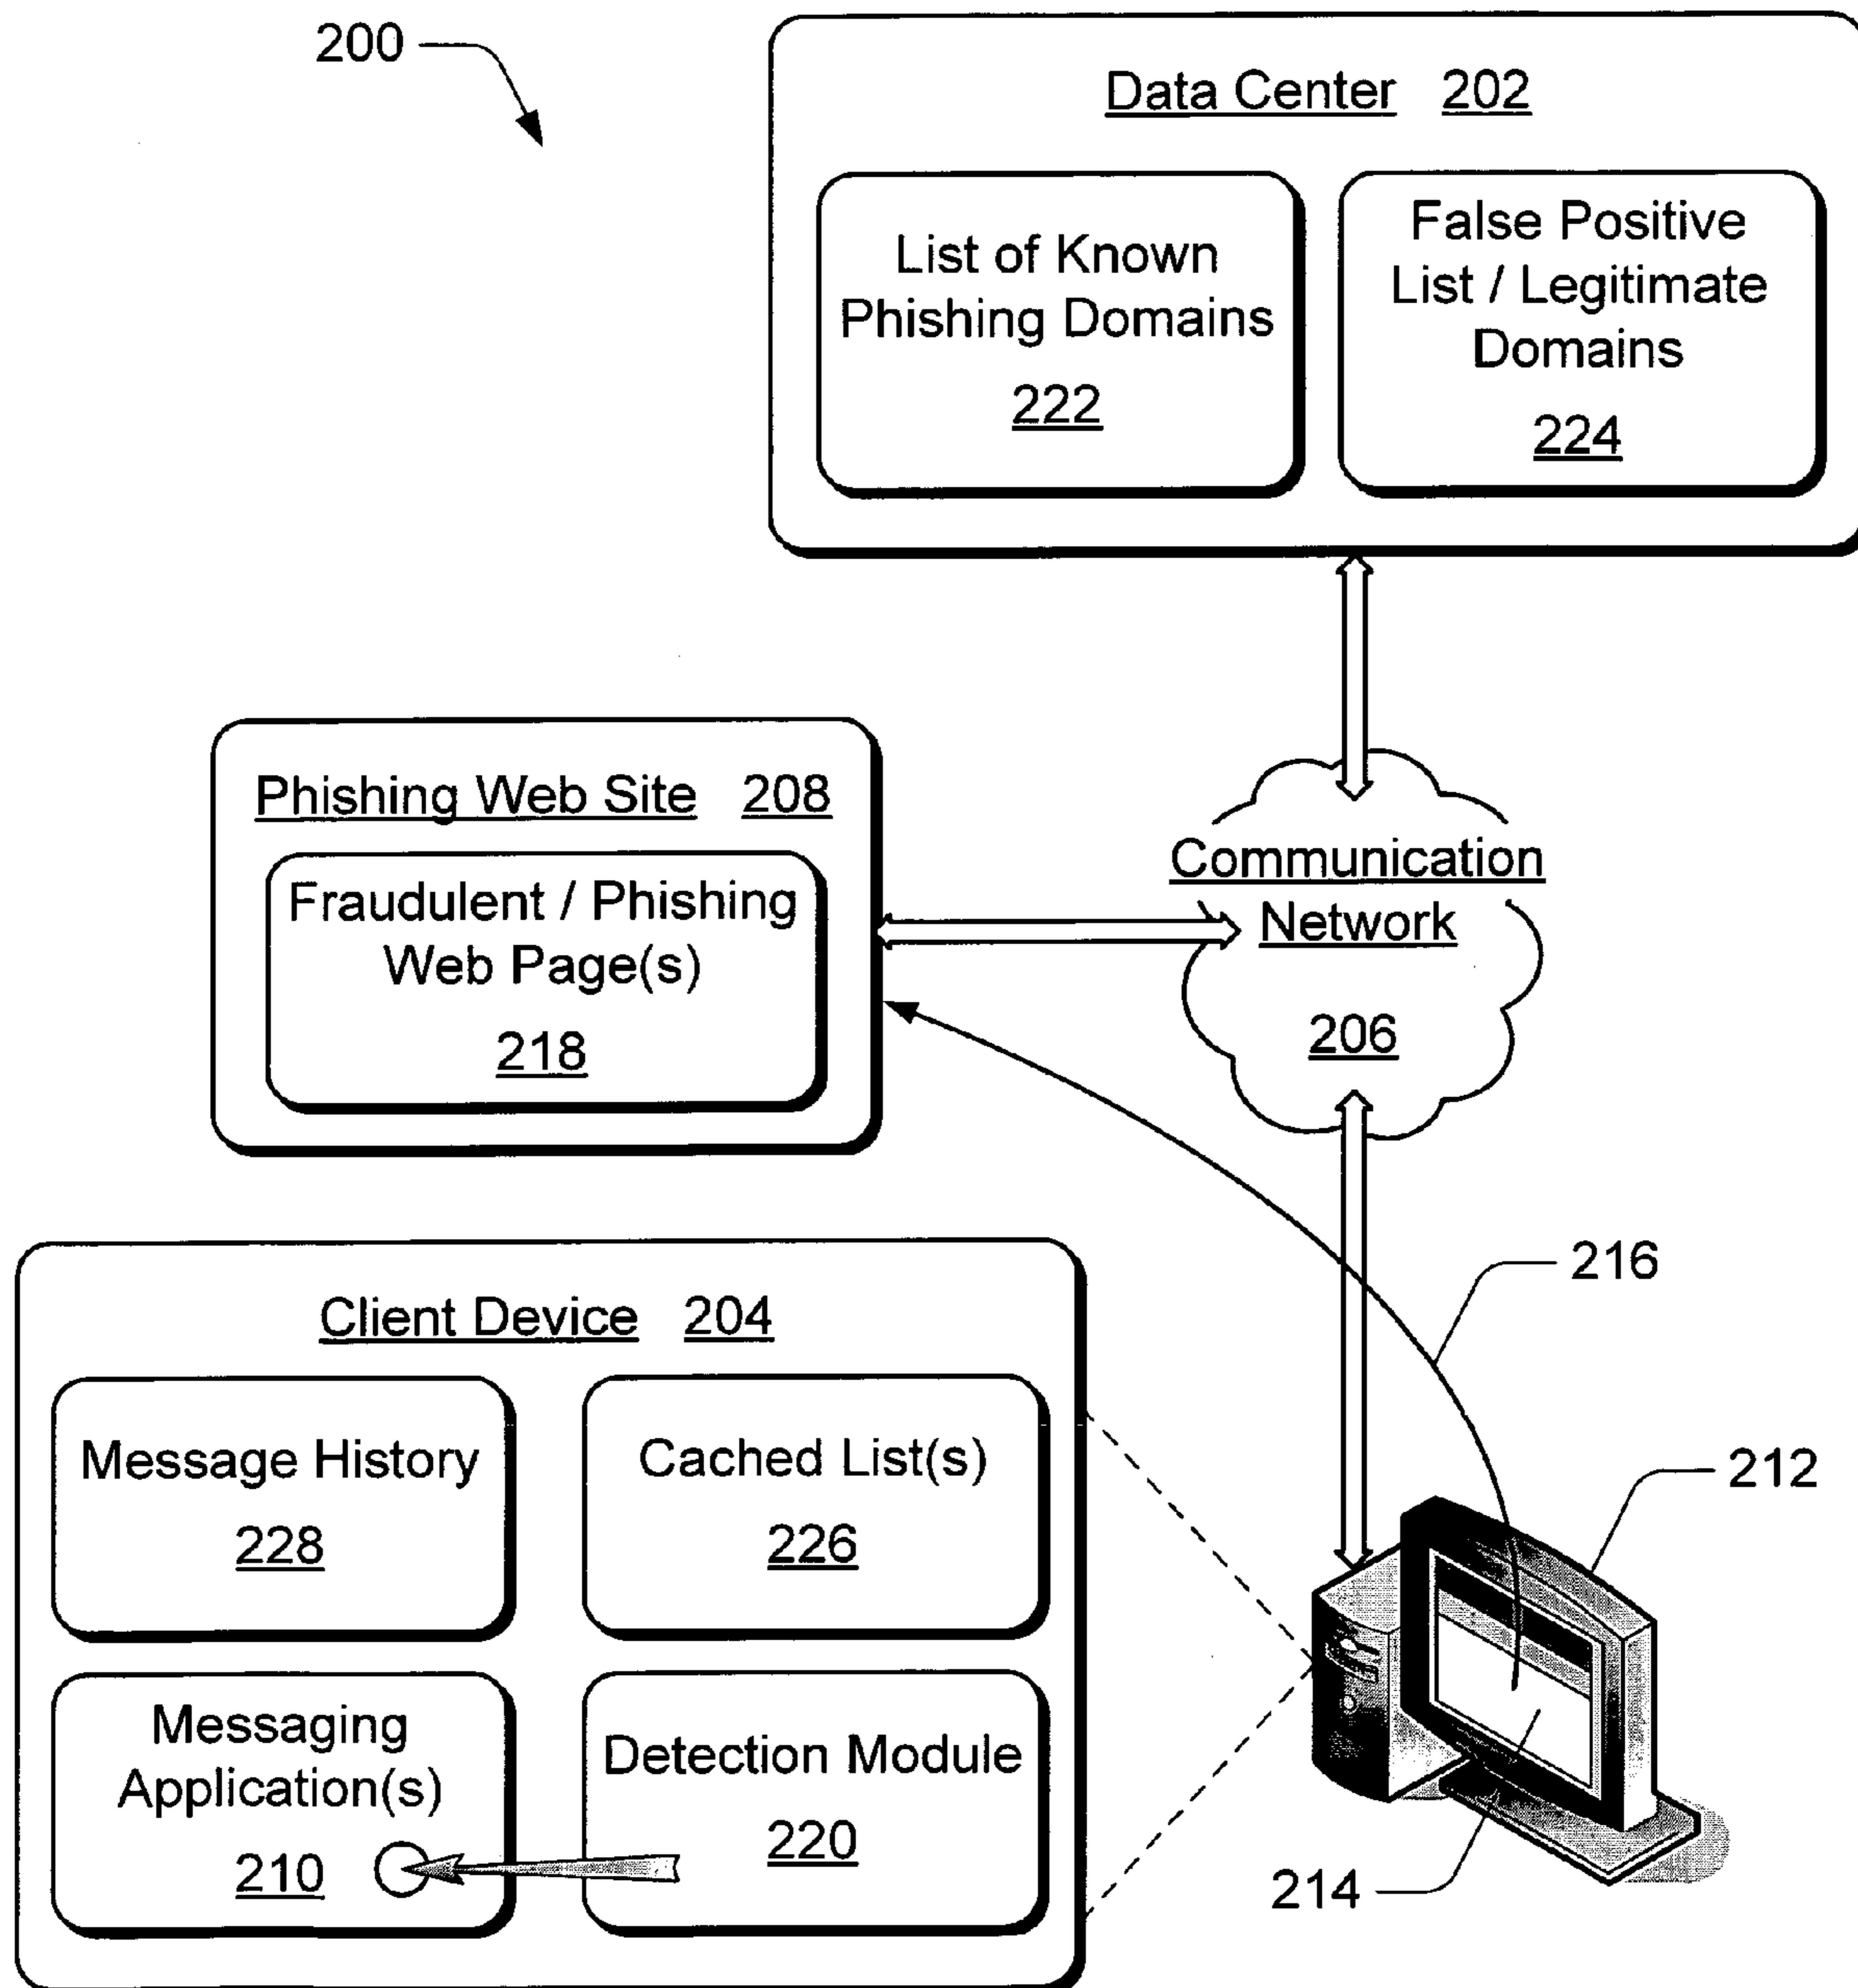 200
Data Center 202
List of Known
Phishing Domains
222
False Positive
List / Legitimate
Domains
224
Phishing Web Site 208
Fraudulent / Phishing
Web Page(s)
218
Communication
Network
206
216
Client Device 204
Message History
228
Cached List(s)
226
212
Messaging
Application(s)
210
Detection Module
220
214